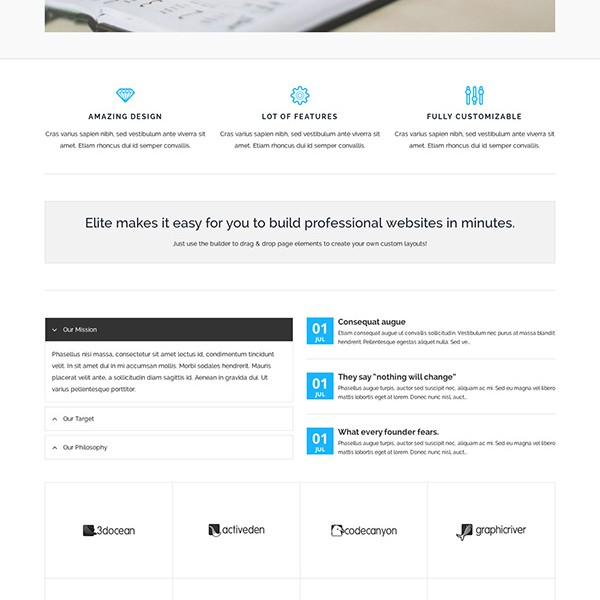 AMAZING DESIGN
Cras varius sapien nibh, sed vestibulum ante viverra sit
amet. Etiam rhoncus dui id semper convallis.
LOT OF FEATURES
Cras varius sapien nibh, sed vestibulum ante viverra sit
amet. Etiam rhoncus dui id semper convallis.
FULLY CUSTOMIZABLE
Cras varius sapien nibh, sed vestibulum ante viverra sit
amet. Etiam rhoncus dui id semper convallis.
Elite makes it easy for you to build professional websites in minutes.
Just use the builder to drag & drop page elements to create your own custom layouts!
Our Mission
Phasellus nisi massa, consectetur sit amet lectus id, condimentum tincidunt
velit. In sit amet dui in mi accumsan mollis. Morbi sodales hendrerit. Mauris
placerat velit ante, a sollicitudin diam sagittis id. Aenean in gravida dui. Ut
varius pellentesque porttitor.
Our Target
Our Philosophy
01
JUL
Consequat augue
Etiam consequat augue ut convallis sollicitudin. Vestibulum nec purus at massa blandit
hendrerit. Pellentesque egestas aliquet nulla. Sed ve...
01
JUL
They say "nothing will change"
Phasellus augue turpis, auctor sed suscipit nec, aliquam ac mi. Sed eu magna vel libero
mattis egestas at get lorem. Donec nunc nisl, auct...
01
JUL
What every founder fears.
Phasellus augue turpis, auctor sed suscipit nec, aliquam ac mi. Sed eu magna vel libero
mattis egestas at get lorem. Donec nunc nisl, auct...
3docean
activeden
codecanyon
graphicriver